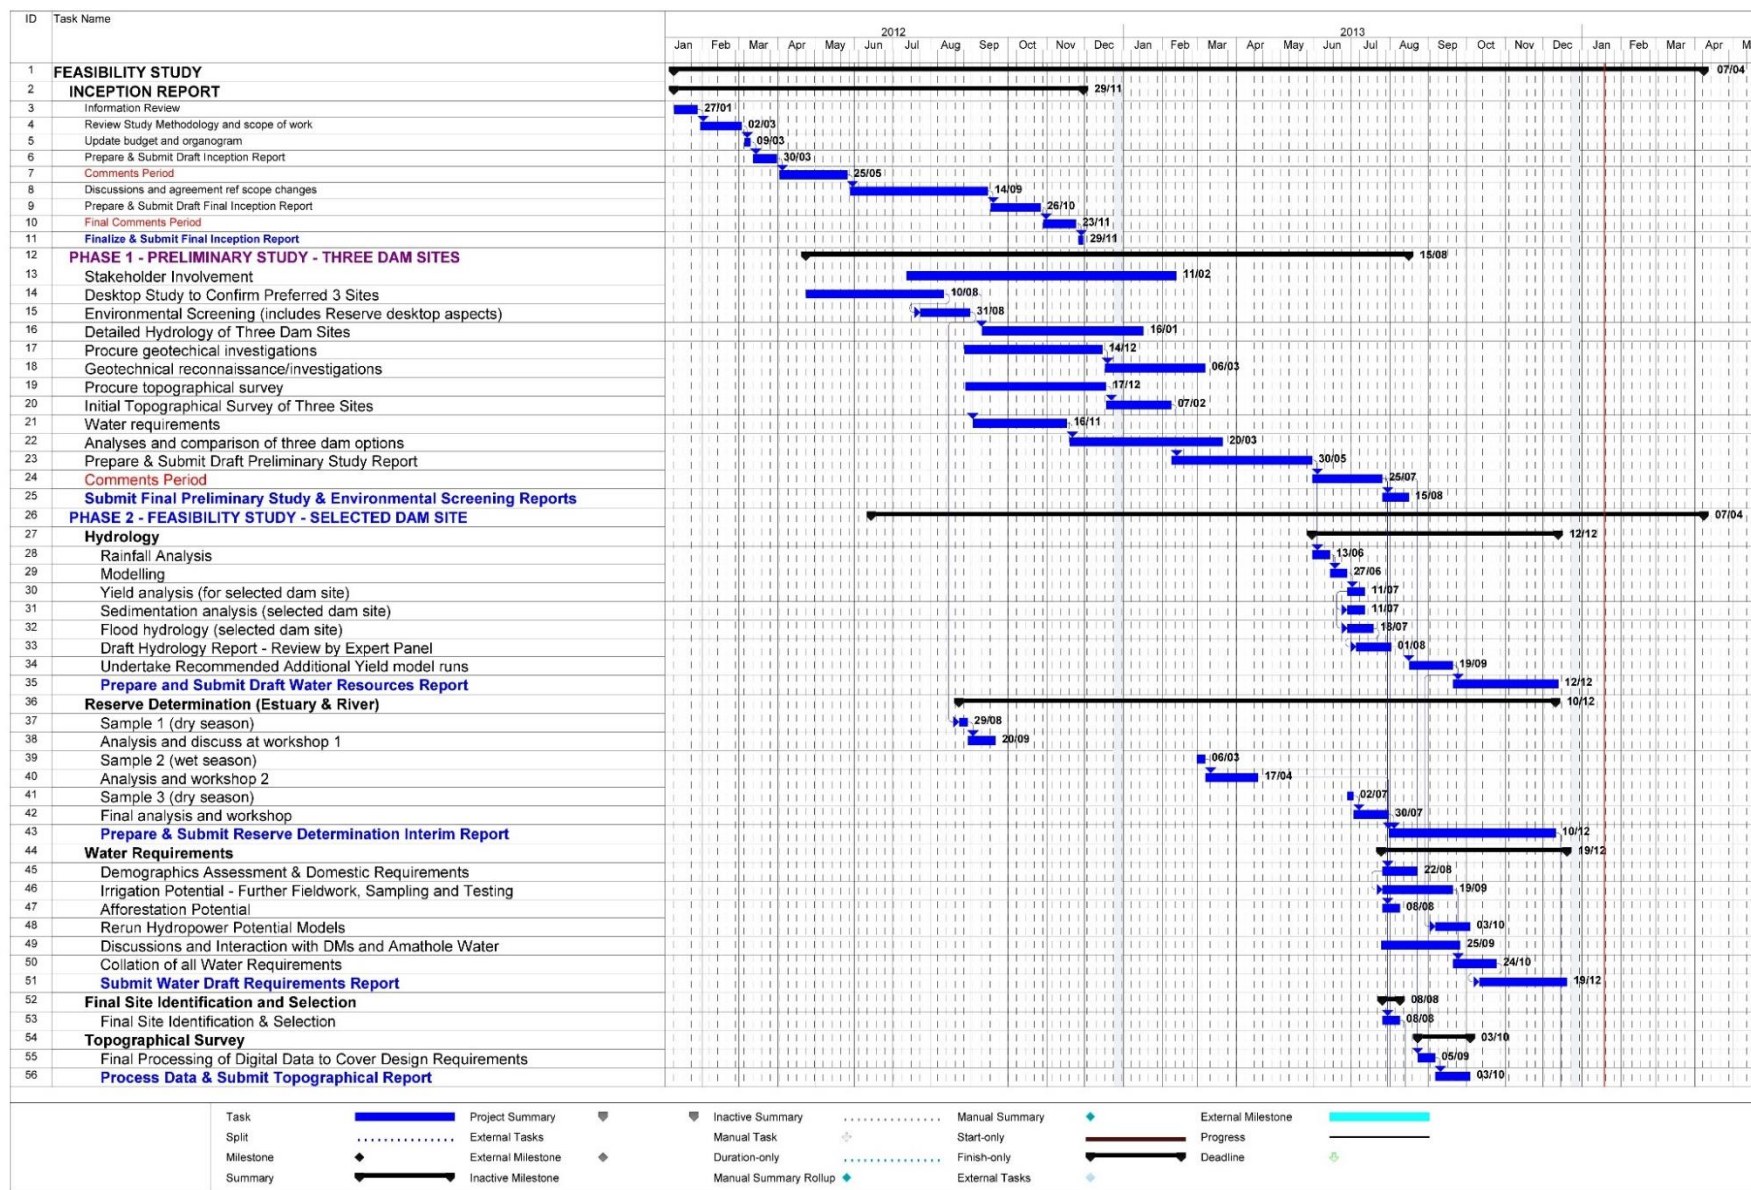 ID Task Name
2012 2013
Jan Feb Mar Apr May Jun Jul Aug Sep Oct Nov Dec Jan Feb Mar Apr May Jun Jul Aug Sep Oct Nov Dec Jan Feb Mar Apr M
1 FEASIBILITY STUDY 07/04
2 INCEPTION REPORT 29/11
3 Information Review 27/01
4 Review Study Methodology and scope of work 02/03
5 Update budget and organogram 09/03
6 Prepare & Submit Draft Inception Report 30/03
7 Comments Period 25/05
8 Discussions and agreement ref scope changes 14/09
9 Prepare & Submit Draft Final Inception Report 26/10
10 Final Comments Period 23/11
11 Finalize & Submit Final Inception Report 29/11
12 PHASE 1 - PRELIMINARY STUDY - THREE DAM SITES 15/08
13 Stakeholder Involvement 11/02
14 Desktop Study to Confirm Preferred 3 Sites 10/08
15 Environmental Screening (includes Reserve desktop aspects) 31/08
16 Detailed Hydrology of Three Dam Sites 16/01
17 Procure geotechical investigations 14/12
18 Geotechnical reconnaissance/investigations 06/03
19 Procure topographical survey 17/12
20 Initial Topographical Survey of Three Sites 07/02
21 Water requirements 16/11
22 Analyses and comparison of three dam options 20/03
23 Prepare & Submit Draft Preliminary Study Report 30/05
24 Comments Period 25/07
25 Submit Final Preliminary Study & Environmental Screening Reports 15/08
26 PHASE 2 - FEASIBILITY STUDY - SELECTED DAM SITE 07/04
27 Hydrology 12/12
28 Rainfall Analysis 13/06
29 Modelling 27/06
30 Yield analysis (for selected dam site) 11/07
31 Sedimentation analysis (selected dam site) 11/07
32 Flood hydrology (selected dam site) 18/07
33 Draft Hydrology Report - Review by Expert Panel 01/08
34 Undertake Recommended Additional Yield model runs 19/09
35 Prepare and Submit Draft Water Resources Report 12/12
36 Reserve Determination (Estuary & River) 10/12
37 Sample 1 (dry season) 29/08
38 Analysis and discuss at workshop 1 20/09
39 Sample 2 (wet season) 06/03
40 Analysis and workshop 2 17/04
41 Sample 3 (dry season) 02/07
42 Final analysis and workshop 30/07
43 Prepare & Submit Reserve Determination Interim Report 10/12
44 Water Requirements 19/12
45 Demographics Assessment & Domestic Requirements 22/08
46 Irrigation Potential - Further Fieldwork, Sampling and Testing 19/09
47 Afforestation Potential 08/08
48 Rerun Hydropower Potential Models 03/10
49 Discussions and Interaction with DMs and Amathole Water 25/09
50 Collation of all Water Requirements 24/10
51 Submit Water Draft Requirements Report 19/12
52 Final Site Identification and Selection 08/08
53 Final Site Identification & Selection 08/08
54 Topographical Survey 03/10
55 Final Processing of Digital Data to Cover Design Requirements 05/09
56 Process Data & Submit Topographical Report 03/10
Task Project Summary Inactive Summary Manual Summary External Milestone
Split External Tasks Manual Task Start-only Progress
Milestone External Milestone Duration-only Finish-only Deadline
Summary Inactive Milestone Manual Summary Rollup External Tasks